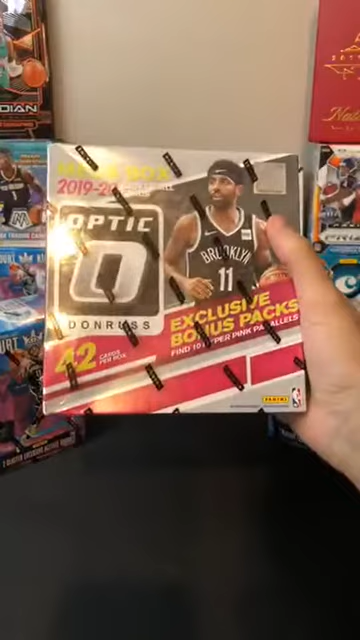 MEGA BOX
2019-20 BASKETBALL
OPTIC
DONRUSS
42 CARDS
PER BOX
BROOKLYN
11
EXCLUSIVE
BONUS PACKS
FIND 10 HYPER PINK PARALLELS
PANINI
DIAN